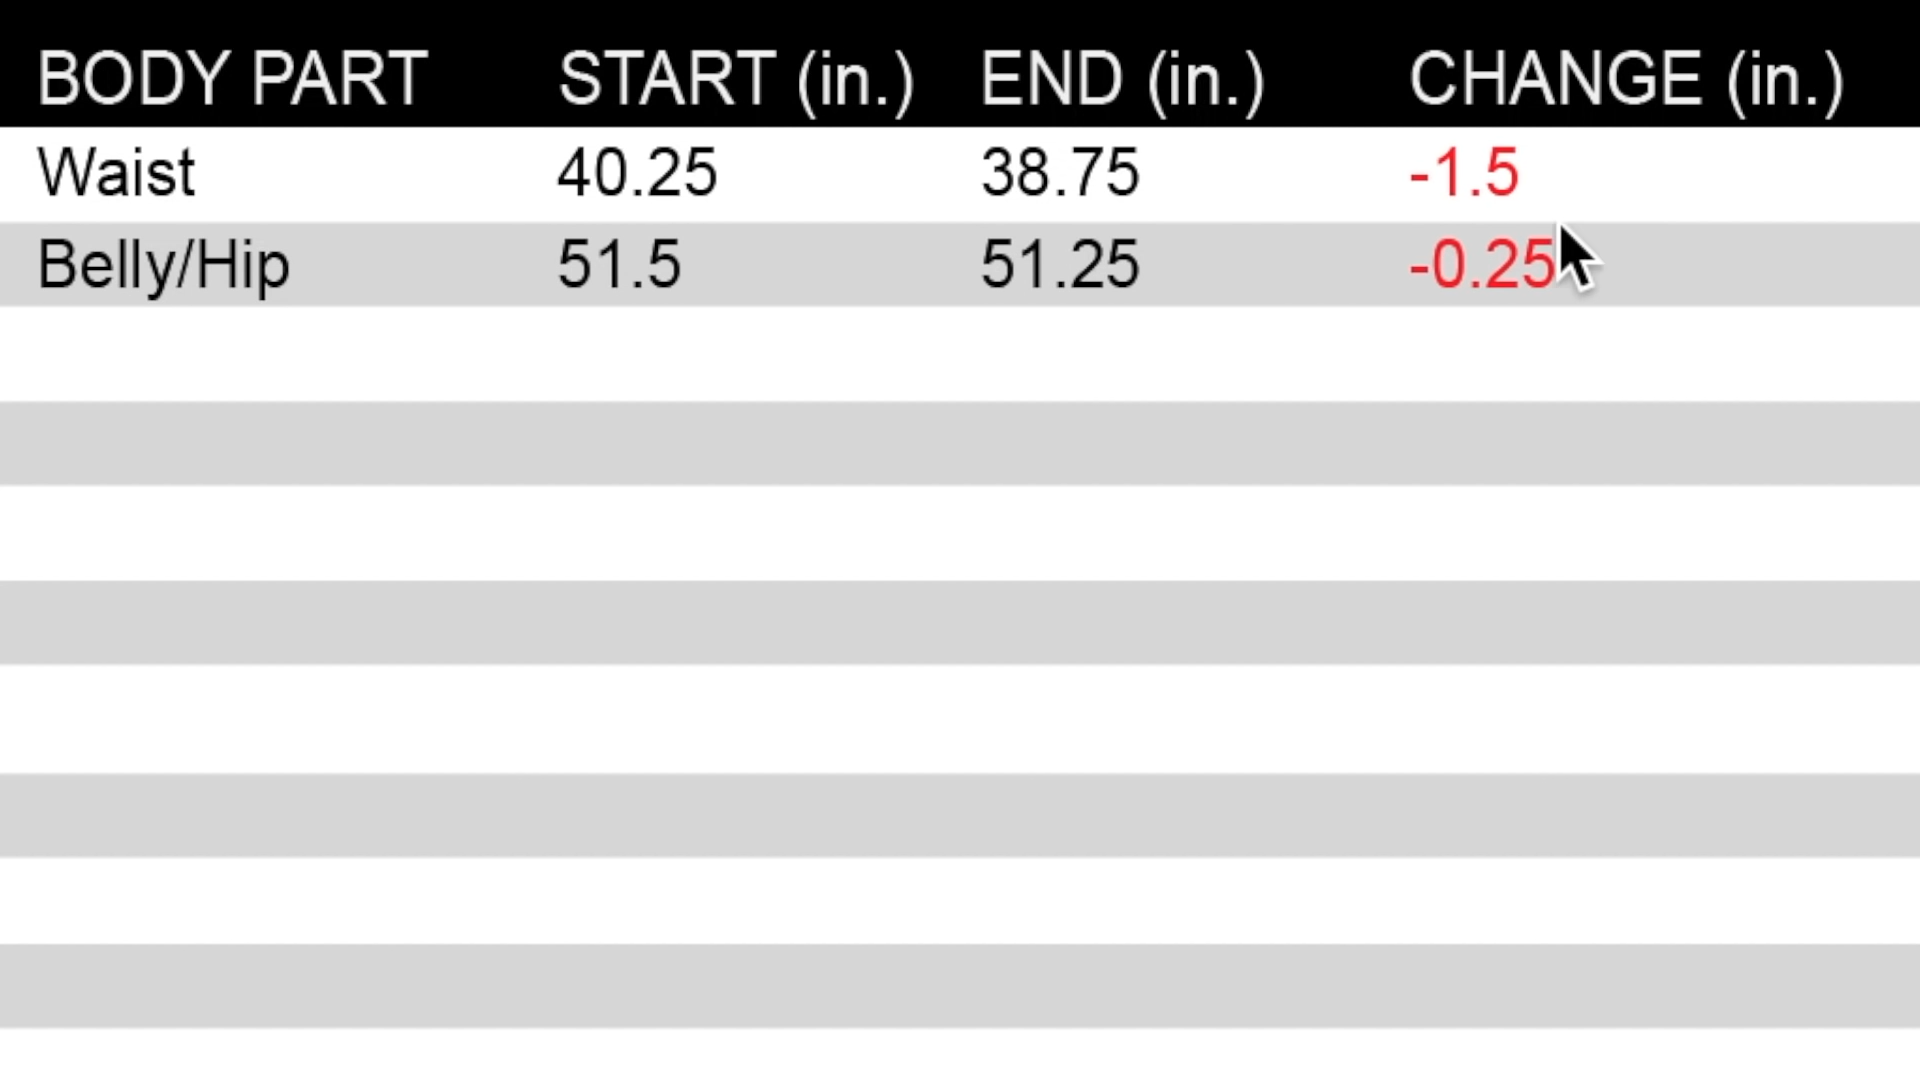 BODY PART START (in.) END (in.) CHANGE (in.)
Waist 40.25 38.75 -1.5
Belly/Hip 51.5 51.25 -0.25